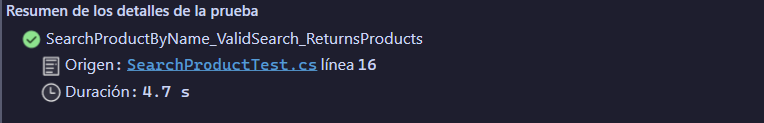 Resumen de los detalles de la prueba
SearchProductByName_ValidSearch_ReturnsProducts
Origen: SearchProductTest.cs línea 16
Duración: 4.7 s